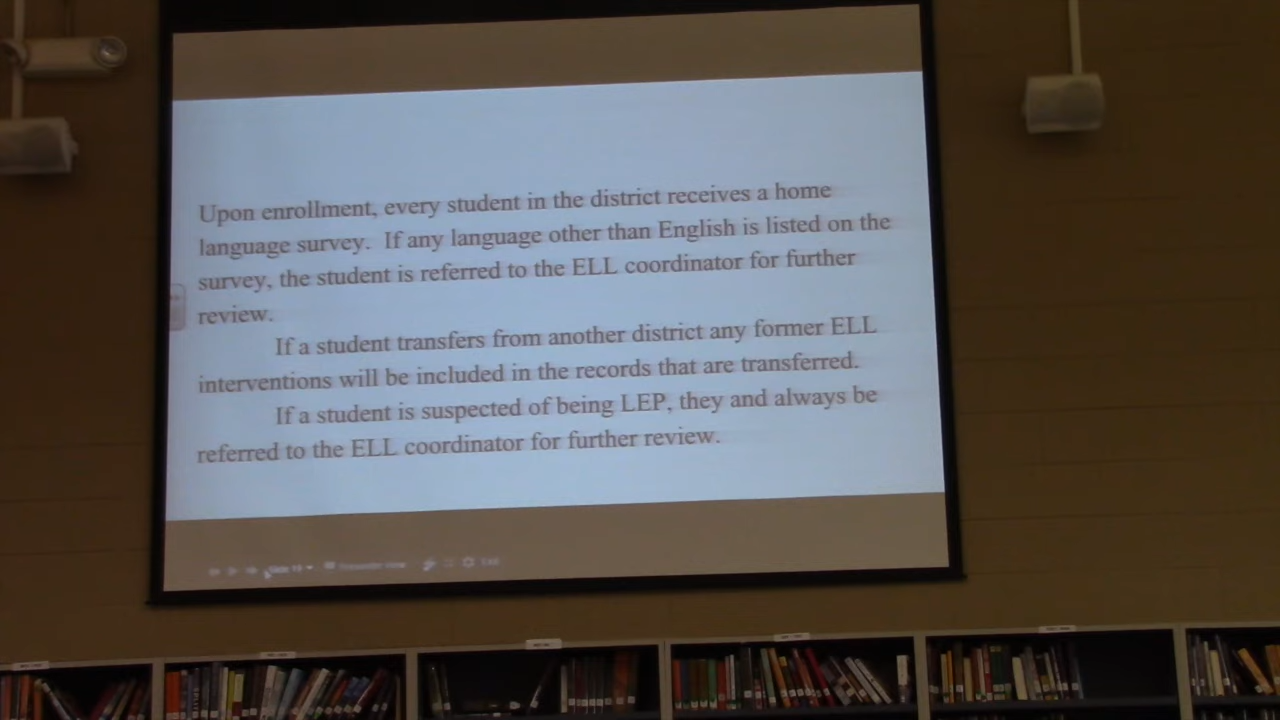 Upon enrollment, every student in the district receives a home
language survey. If any language other than English is listed on the
survey, the student is referred to the ELL coordinator for further
review.
If a student transfers from another district any former ELL
interventions will be included in the records that are transferred.
If a student is suspected of being LEP, they and always be
referred to the ELL coordinator for further review.